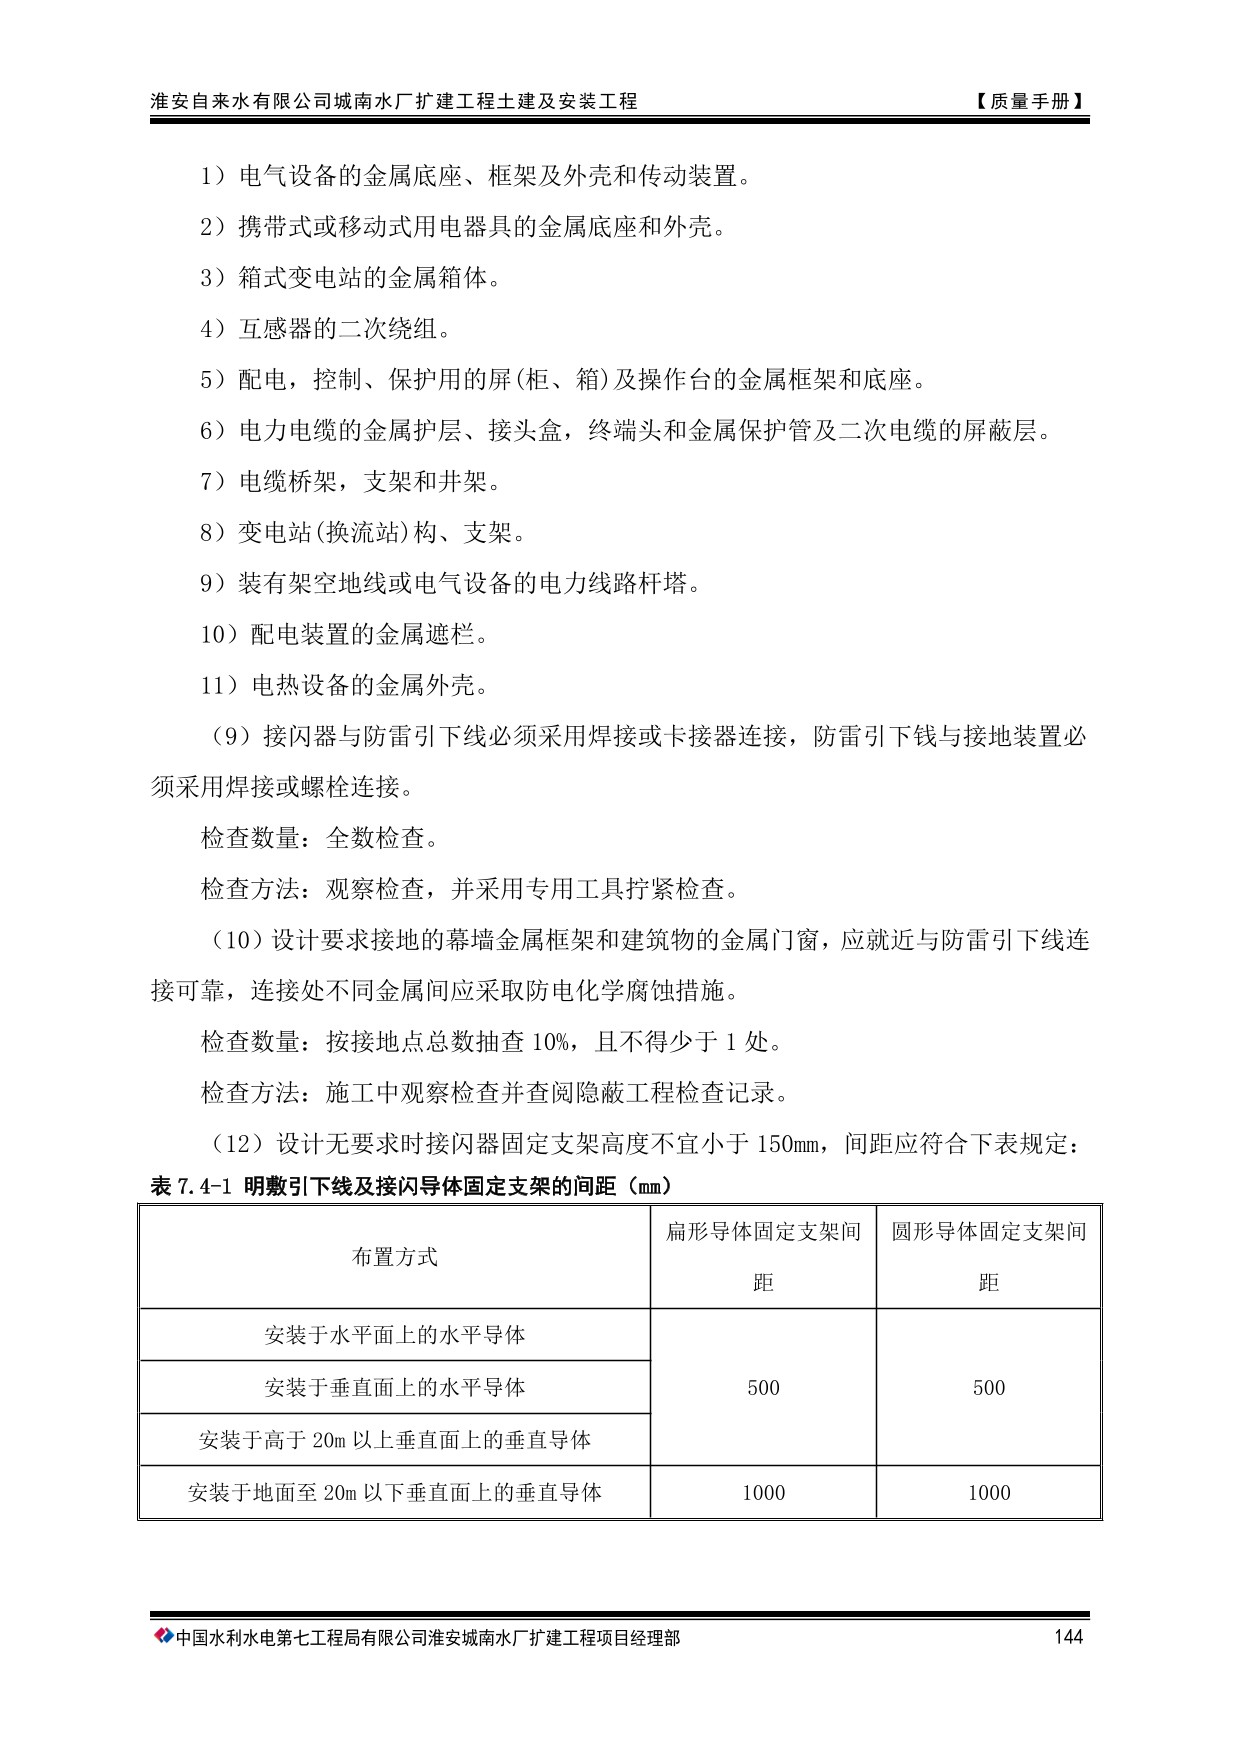 淮安自来水有限公司城南水厂扩建工程土建及安装工程 【质量手册】
1）电气设备的金属底座、框架及外壳和传动装置。
2）携带式或移动式用电器具的金属底座和外壳。
3）箱式变电站的金属箱体。
4）互感器的二次绕组。
5）配电，控制、保护用的屏(柜、箱)及操作台的金属框架和底座。
6）电力电缆的金属护层、接头盒，终端头和金属保护管及二次电缆的屏蔽层。
7）电缆桥架，支架和井架。
8）变电站(换流站)构、支架。
9）装有架空地线或电气设备的电力线路杆塔。
10）配电装置的金属遮栏。
11）电热设备的金属外壳。
（9）接闪器与防雷引下线必须采用焊接或卡接器连接，防雷引下钱与接地装置必
须采用焊接或螺栓连接。
检查数量：全数检查。
检查方法：观察检查，并采用专用工具拧紧检查。
（10）设计要求接地的幕墙金属框架和建筑物的金属门窗，应就近与防雷引下线连
接可靠，连接处不同金属间应采取防电化学腐蚀措施。
检查数量：按接地点总数抽查 10%，且不得少于 1 处。
检查方法：施工中观察检查并查阅隐蔽工程检查记录。
（12）设计无要求时接闪器固定支架高度不宜小于 150mm，间距应符合下表规定：
表 7.4-1 明敷引下线及接闪导体固定支架的间距（mm）
布置方式
扁形导体固定支架间
距
圆形导体固定支架间
距
安装于水平面上的水平导体
安装于垂直面上的水平导体
500
500
安装于高于 20m 以上垂直面上的垂直导体
安装于地面至 20m 以下垂直面上的垂直导体
1000
1000
中国水利水电第七工程局有限公司淮安城南水厂扩建工程项目经理部 144